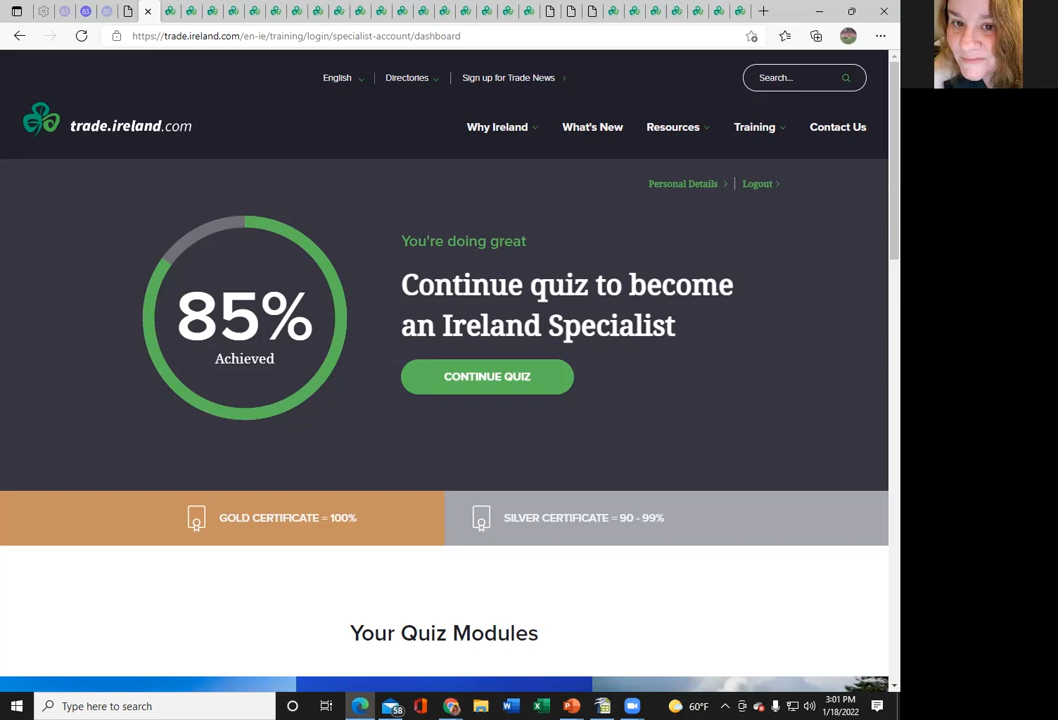 https://trade.ireland.com/en-ie/training/login/specialist-account/dashboard
English
Directories
Sign up for Trade News
Search...
trade.ireland.com
Why Ireland
What's New
Resources
Training
Contact Us
Personal Details
Logout
You're doing great
Continue quiz to become
an Ireland Specialist
85%
Achieved
CONTINUE QUIZ
GOLD CERTIFICATE = 100%
SILVER CERTIFICATE = 90 - 99%
Your Quiz Modules
Type here to search
58
60°F
3:01 PM
1/18/2022